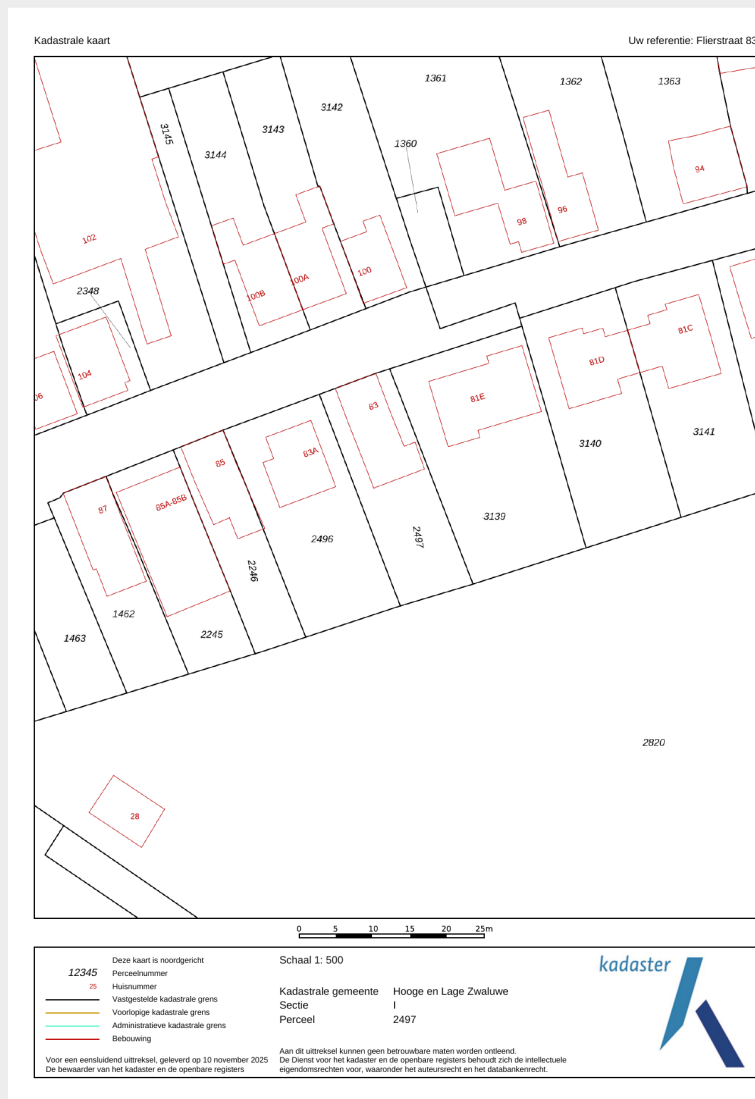 Kadastrale kaart
Uw referentie: Flierstraat 83
1361
1362
1363
3142
3143
3145
3144
1360
94
96
98
102
100
100A
100B
2348
104
81C
81D
81E
83
3141
3140
83A
85
85A-85B
87
3139
2497
2496
2246
1462
2245
1463
2820
28
0 5 10 15 20 25m
Deze kaart is noordgericht
12345 Perceelnummer
25 Huisnummer
Vastgestelde kadastrale grens
Voorlopige kadastrale grens
Administratieve kadastrale grens
Bebouwing
Voor een eensluidend uittreksel, geleverd op 10 november 2025
De bewaarder van het kadaster en de openbare registers
Schaal 1: 500
Kadastrale gemeente Hooge en Lage Zwaluwe
Sectie I
Perceel 2497
Aan dit uittreksel kunnen geen betrouwbare maten worden ontleend.
De Dienst voor het kadaster en de openbare registers behoudt zich de intellectuele
eigendomsrechten voor, waaronder het auteursrecht en het databankenrecht.
kadaster